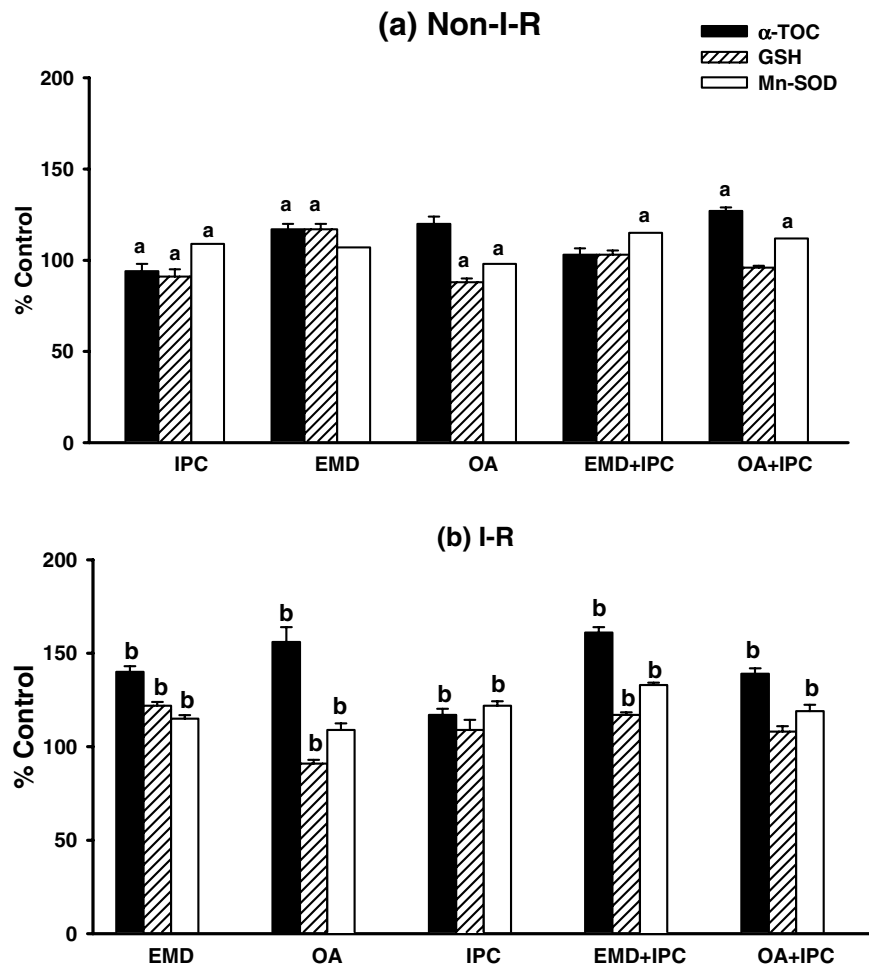 (a) Non-I-R
α-TOC
GSH
Mn-SOD
200
150
100
50
0
% Control
a a a
a a
a a
a
a a
IPC EMD OA EMD+IPC OA+IPC
(b) I-R
200
150
100
50
0
% Control
b b b
b b b
b b
b b b
b b
EMD OA IPC EMD+IPC OA+IPC